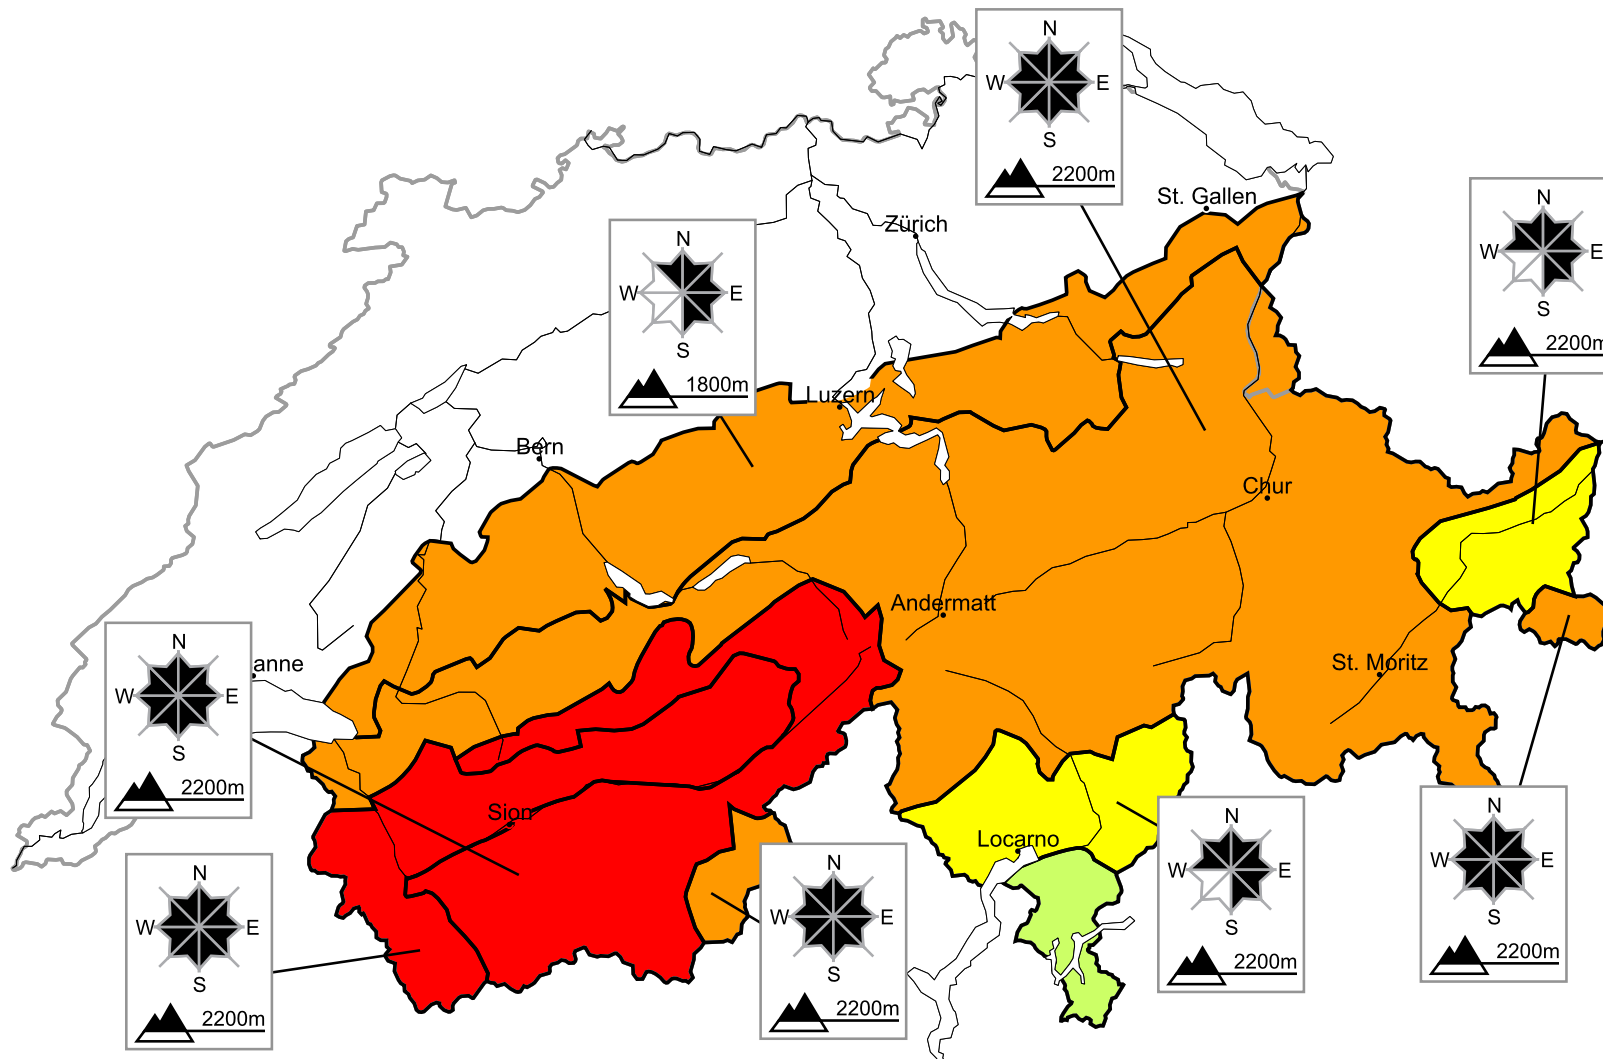 N
W E
S
2200m
St. Gallen
Zürich
N
W E
S
1800m
N
W E
S
2200m
Luzern
Bern
Chur
Andermatt
N
W E
S
2200m
anne
St. Moritz
Sion
Locarno
N
W E
S
2200m
N
W E
S
2200m
N
W E
S
2200m
N
W E
S
2200m